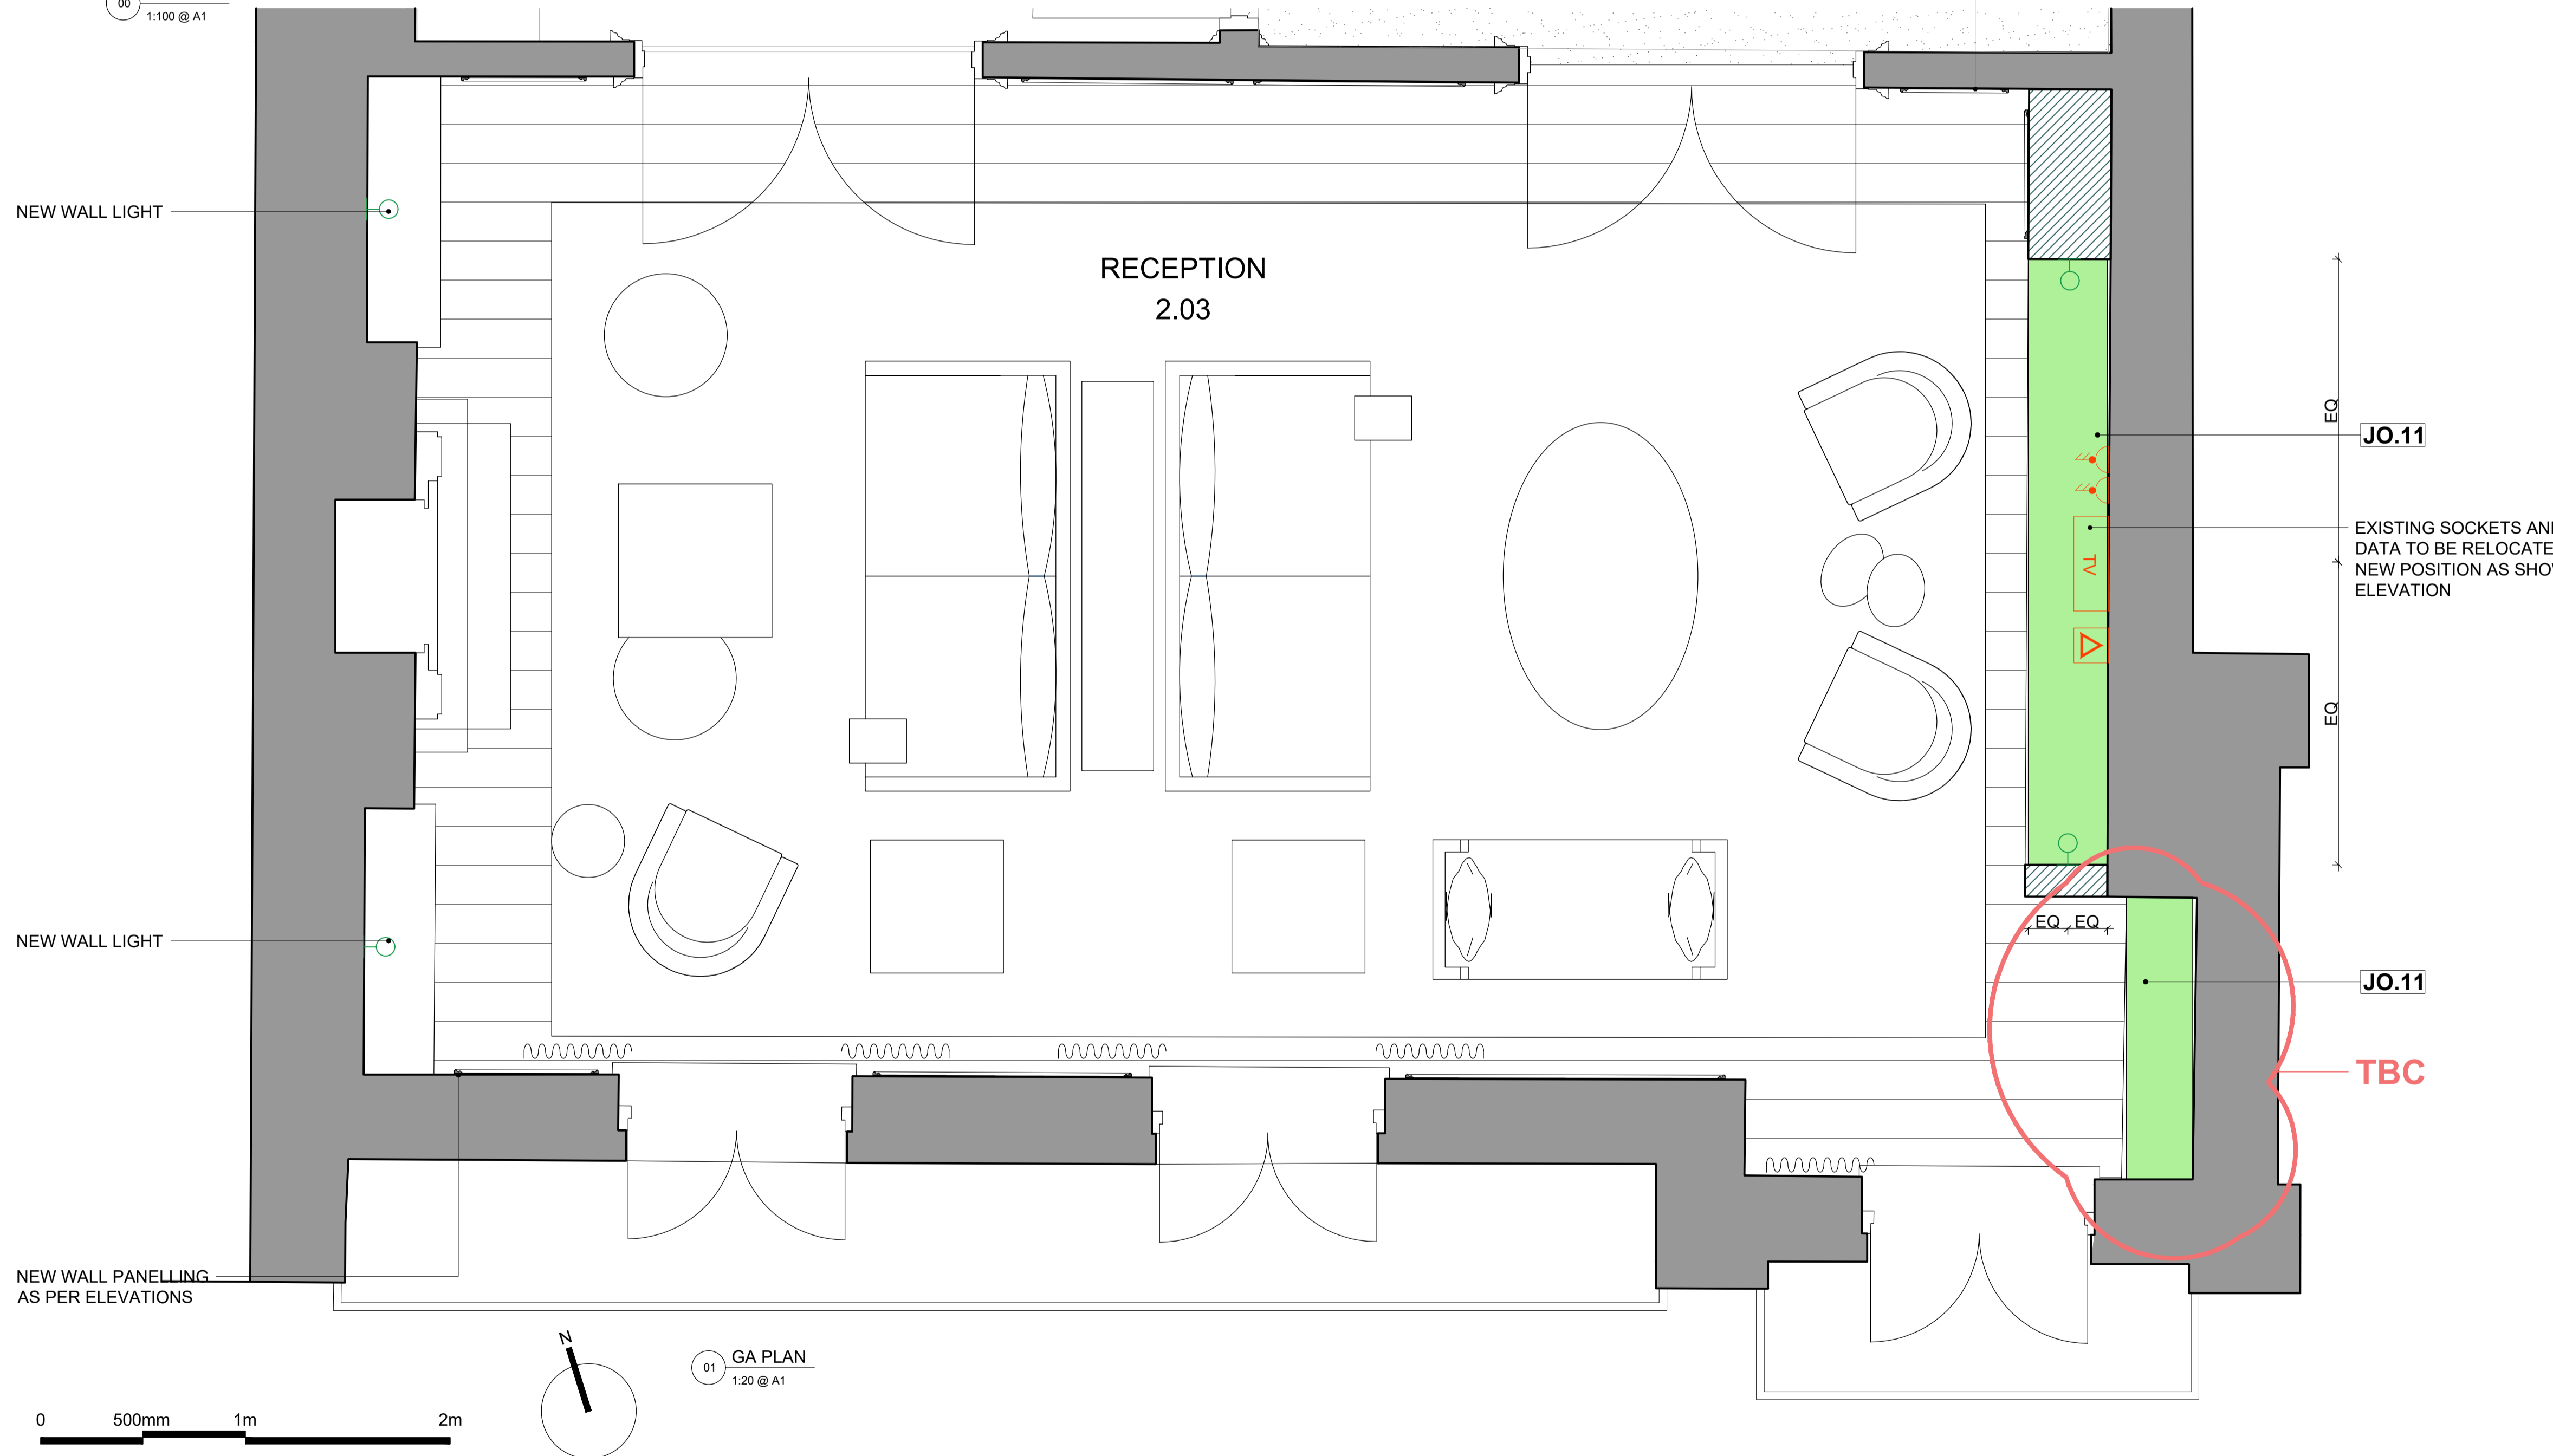 00
1:100 @ A1
NEW WALL LIGHT
RECEPTION
2.03
EQ
JO.11
EXISTING SOCKETS AN
DATA TO BE RELOCATE
NEW POSITION AS SHO
ELEVATION
TV
EQ
EQ EQ
NEW WALL LIGHT
JO.11
TBC
NEW WALL PANELLING
AS PER ELEVATIONS
N
01 GA PLAN
1:20 @ A1
0 500mm 1m 2m